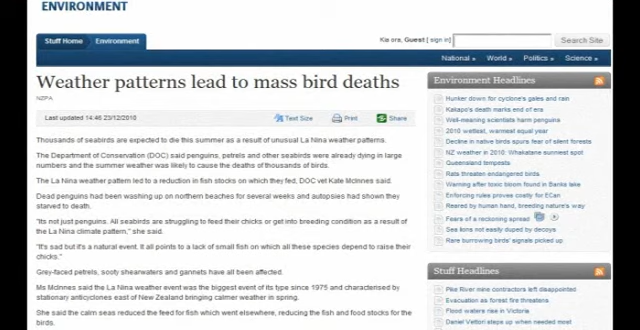 ENVIRONMENT
Stuff Home
Environment
Kia ora, Guest [ sign in]
Search Site
National »
World »
Politics »
Science »
Weather patterns lead to mass bird deaths
NZPA
Last updated 14:46 23/12/2010
Text Size
Print
Share
Thousands of seabirds are expected to die this summer as a result of unusual La Nina weather patterns.
The Department of Conservation (DOC) said penguins, petrels and other seabirds were already dying in large
numbers and the summer weather was likely to cause the deaths of thousands of birds.
The La Nina weather pattern led to a reduction in fish stocks on which they fed, DOC vet Kate McInnes said.
Dead penguins had been washing up on northern beaches for several weeks and autopsies had shown they
starved to death.
"Its not just penguins. All seabirds are struggling to feed their chicks or get into breeding condition as a result of
the La Nina climate pattern," she said.
"It's sad but it's a natural event. It all points to a lack of small fish on which all these species depend to raise their
chicks."
Grey-faced petrels, sooty shearwaters and gannets have all been affected.
Ms McInnes said the La Nina weather event was the biggest event of its type since 1975 and characterised by
stationary anticyclones east of New Zealand bringing calmer weather in spring.
She said the calm seas reduced the feed for fish which went elsewhere, reducing the fish and food stocks for the
birds.
Environment Headlines
Hunker down for cyclone's gales and rain
Kakapo's death marks end of era
Well-meaning scientists harm penguins
2010 wettest, warmest equal year
Decline in native birds spurs fear of silent forests
NZ weather in 2010: Whakatane sunniest spot
Queensland tempests
Rats threaten endangered birds
Warning after toxic bloom found in Banks lake
Enforcing rules proves costly for ECan
Reared by human hand, breeding nature's way
Fears of a reckoning spread
Sea lions not easily duped by decoys
Rare burrowing birds' signals picked up
Stuff Headlines
Pike River mine contractors left disappointed
Evacuation as forest fire threatens
Flood waters rise in Victoria
Daniel Vettori steps up when needed most